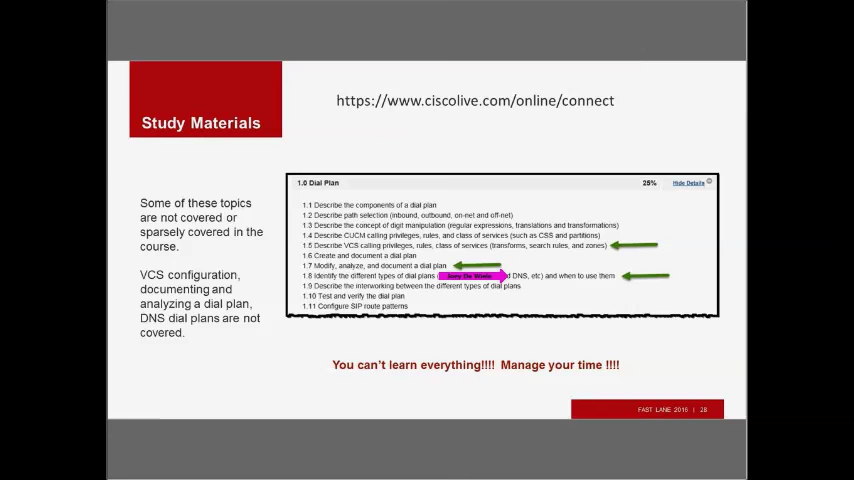 https://www.ciscolive.com/online/connect
Study Materials
1.0 Dial Plan 25% Hide Details
Some of these topics
are not covered or
sparsely covered in the
course.
VCS configuration,
documenting and
analyzing a dial plan,
DNS dial plans are not
covered.
1.1 Describe the components of a dial plan
1.2 Describe path selection (inbound, outbound, on-net and off-net)
1.3 Describe the concept of digit manipulation (regular expressions, translations and transformations)
1.4 Describe CUCM calling privileges, rules, and class of services (such as CSS and partitions)
1.5 Describe VCS calling privileges, rules, class of services (transforms, search rules, and zones)
1.6 Create and document a dial plan
1.7 Modify, analyze, and document a dial plan
1.8 Identify the different types of dial plans ( Joey De Wiele d DNS, etc) and when to use them
1.9 Describe the interworking between the different types of dial plans
1.10 Test and verify the dial plan
1.11 Configure SIP route patterns
You can't learn everything!!!! Manage your time !!!!
FAST LANE 2016 | 28